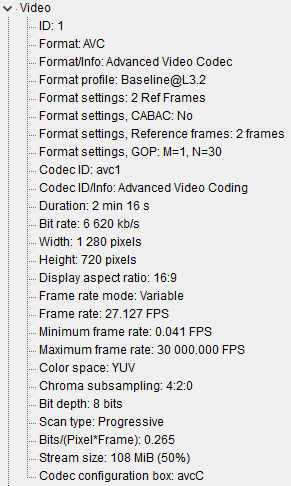 Video
ID: 1
Format: AVC
Format/Info: Advanced Video Codec
Format profile: Baseline@L3.2
Format settings: 2 Ref Frames
Format settings, CABAC: No
Format settings, Reference frames: 2 frames
Format settings, GOP: M=1, N=30
Codec ID: avc1
Codec ID/Info: Advanced Video Coding
Duration: 2 min 16 s
Bit rate: 6 620 kb/s
Width: 1 280 pixels
Height: 720 pixels
Display aspect ratio: 16:9
Frame rate mode: Variable
Frame rate: 27.127 FPS
Minimum frame rate: 0.041 FPS
Maximum frame rate: 30 000.000 FPS
Color space: YUV
Chroma subsampling: 4:2:0
Bit depth: 8 bits
Scan type: Progressive
Bits/(Pixel*Frame): 0.265
Stream size: 108 MiB (50%)
Codec configuration box: avcC